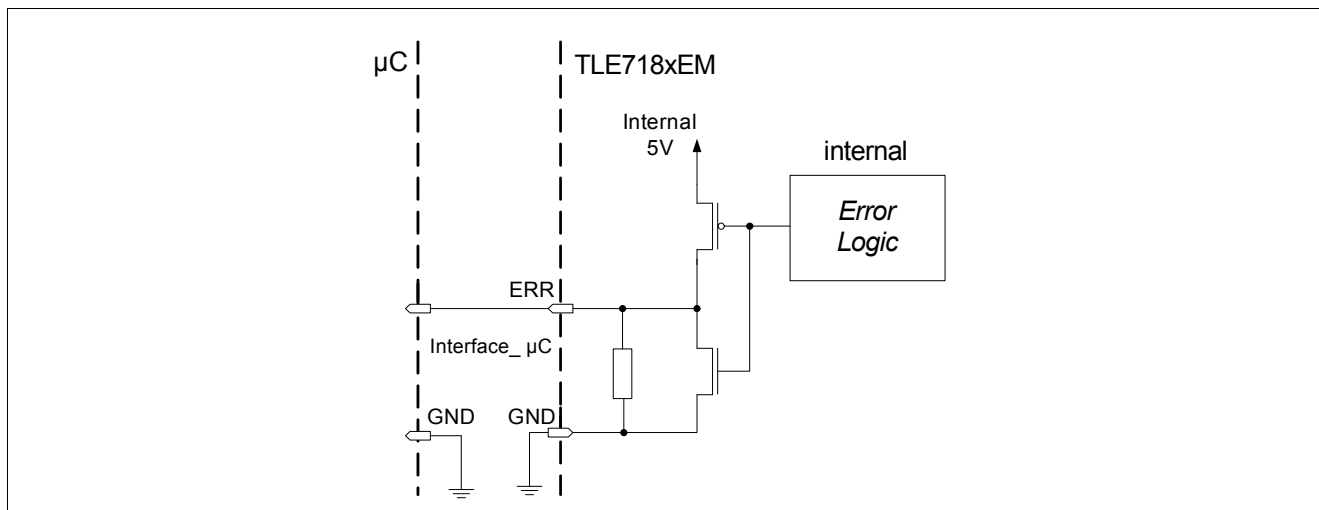 µC
TLE718xEM
Internal
5V
internal
Error
Logic
ERR
Interface_ µC
GND
GND